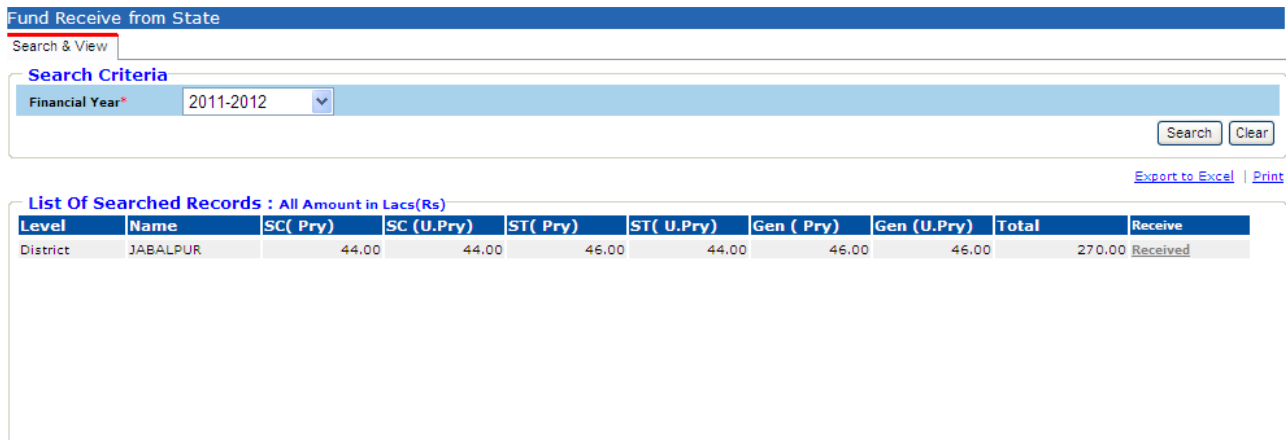 Fund Receive from State
Search & View
Search Criteria
Financial Year* 2011-2012
Search Clear
Export to Excel | Print
List Of Searched Records : All Amount in Lacs(Rs)
Level Name SC( Pry) SC (U.Pry) ST( Pry) ST( U.Pry) Gen ( Pry) Gen (U.Pry) Total Receive
District JABALPUR 44.00 44.00 46.00 44.00 46.00 46.00 270.00 Received